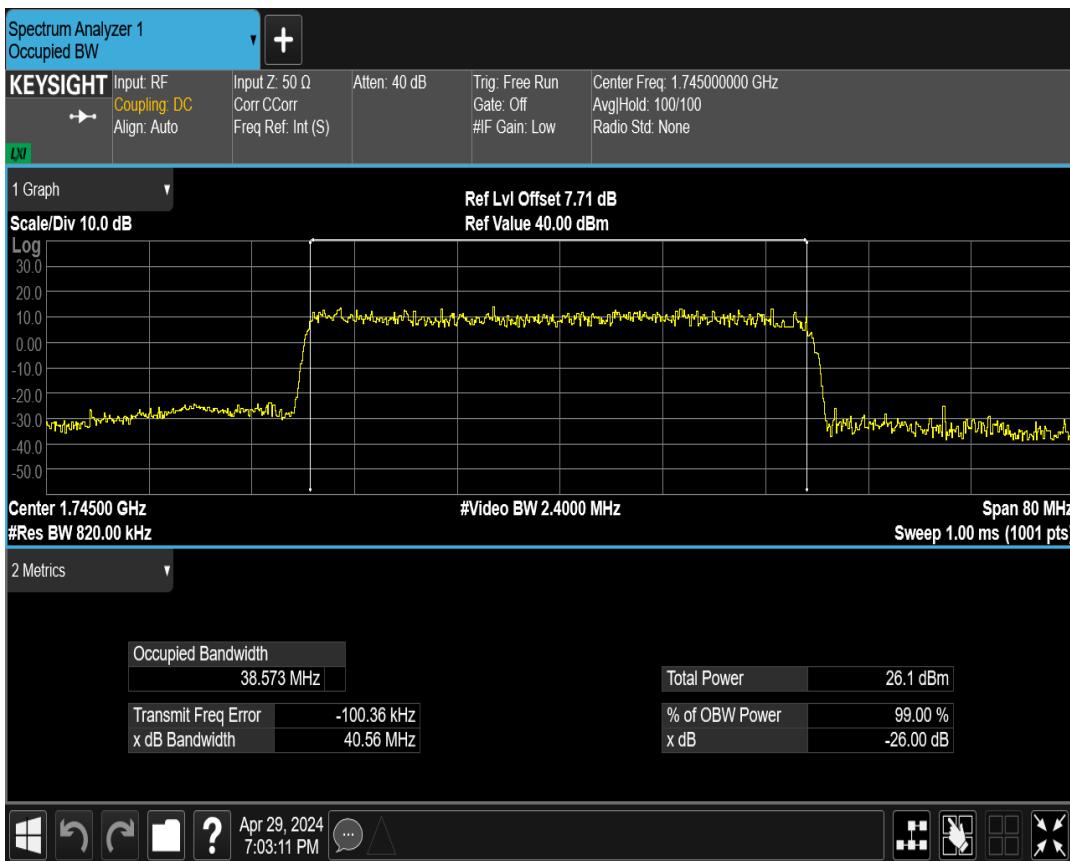 Spectrum Analyzer 1
Occupied BW
KEYSIGHT
LXI
Input: RF
Coupling: DC
Align: Auto
Input Z: 50 Ω
Corr CCorr
Freq Ref: Int (S)
Atten: 40 dB
Trig: Free Run
Gate: Off
#IF Gain: Low
Center Freq: 1.745000000 GHz
Avg|Hold: 100/100
Radio Std: None
1 Graph
Scale/Div 10.0 dB
Ref Lvl Offset 7.71 dB
Ref Value 40.00 dBm
Log
30.0
20.0
10.0
0.00
-10.0
-20.0
-30.0
-40.0
-50.0
Center 1.74500 GHz
#Video BW 2.4000 MHz
Span 80 MHz
#Res BW 820.00 kHz
Sweep 1.00 ms (1001 pts)
2 Metrics
Occupied Bandwidth
38.573 MHz
Total Power 26.1 dBm
Transmit Freq Error -100.36 kHz
% of OBW Power 99.00 %
x dB Bandwidth 40.56 MHz
x dB -26.00 dB
?
Apr 29, 2024
7:03:11 PM